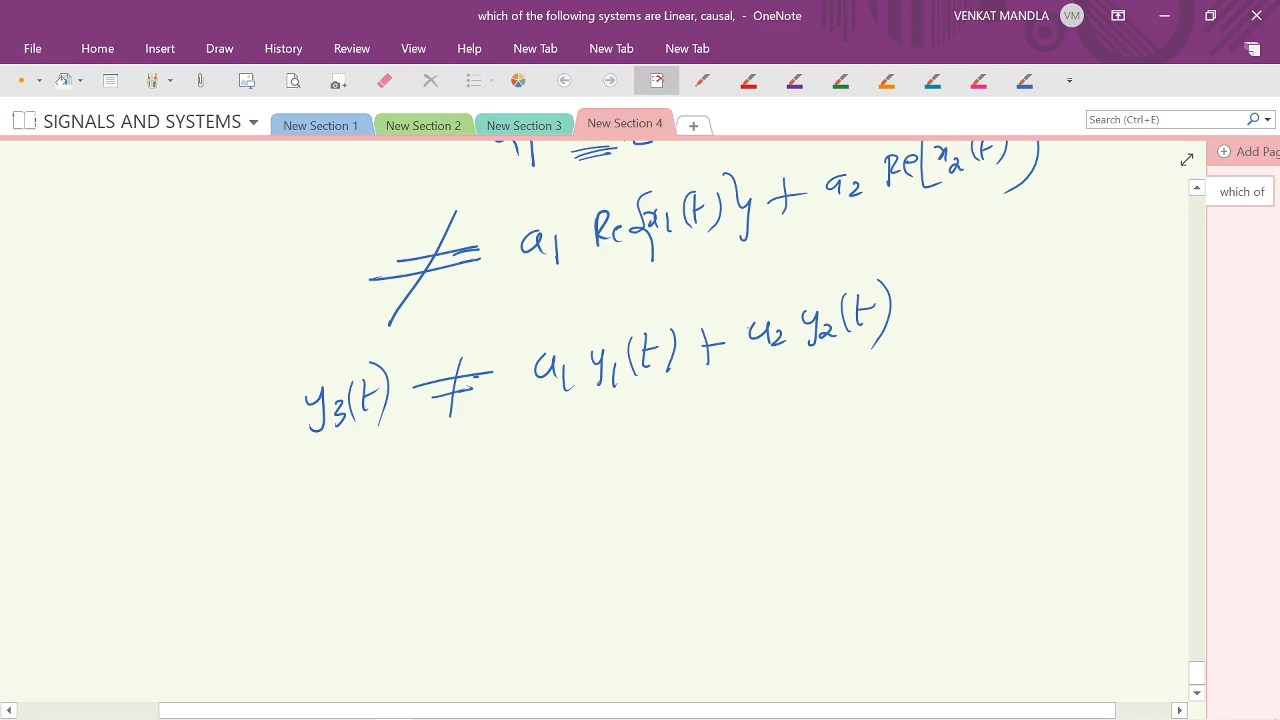 which of the following systems are Linear, causal, - OneNote
VENKAT MANDLA VM
File Home Insert Draw History Review View Help New Tab New Tab New Tab
SIGNALS AND SYSTEMS New Section 1 New Section 2 New Section 3 New Section 4 + Search (Ctrl+E)
Add Pag
which of
≠ a1 Re{x1(t)} + a2 Re[x2(t)]
y3(t) ≠ a1 y1(t) + a2 y2(t)